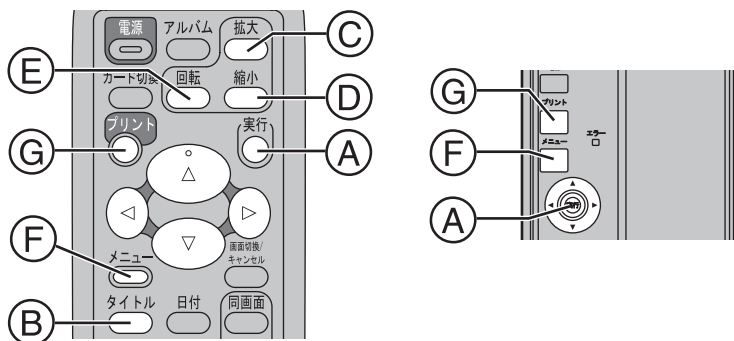 電源 アルバム 拡大 C
E カード切換 回転 縮小 D
プリント 実行
G A
F メニュー 画面切換/
キャンセル
タイトル 日付 同画面
B
G プリント
メニュー エラー
F
A